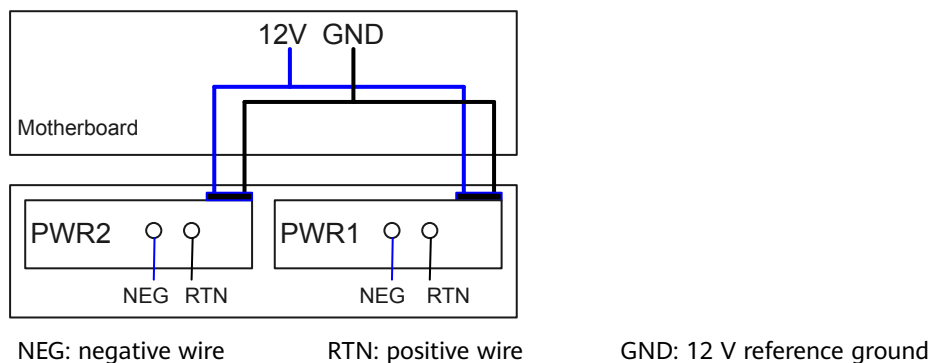 12V GND
Motherboard
PWR2
PWR1
NEG RTN
NEG RTN
NEG: negative wire RTN: positive wire GND: 12 V reference ground